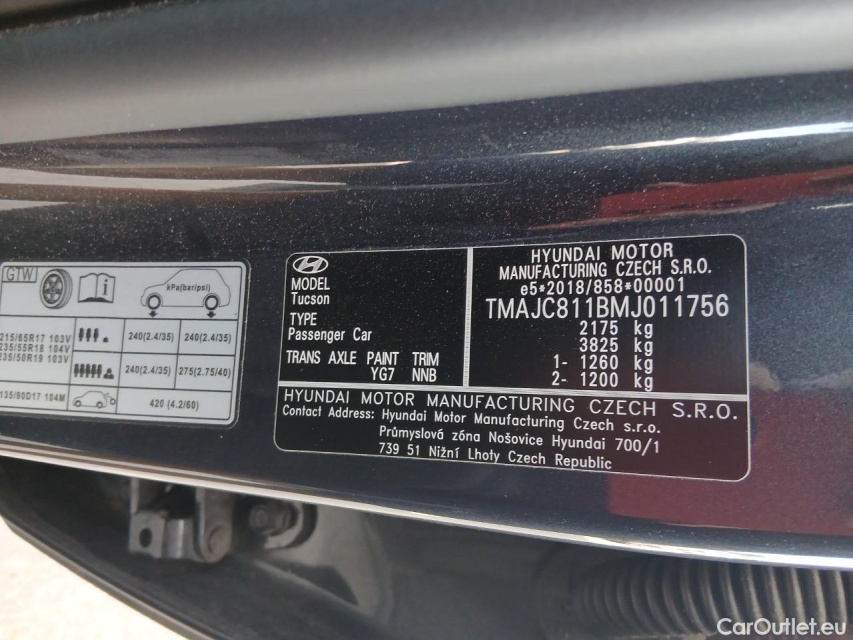 GTW
kPa(bar/psi)
215/65R17 103V
235/55R18 104V
235/50R19 103V
240(2.4/35) 240(2.4/35)
240(2.4/35) 275(2.75/40)
135/90D17 104M
420 (4.2/60)
MODEL
Tucson
TYPE
Passenger Car
TRANS AXLE PAINT TRIM
YG7 NNB
HYUNDAI MOTOR
MANUFACTURING CZECH S.R.O.
e5*2018/858*00001
TMAJC811BMJ011756
2175 kg
3825 kg
1- 1260 kg
2- 1200 kg
HYUNDAI MOTOR MANUFACTURING CZECH S.R.O.
Contact Address: Hyundai Motor Manufacturing Czech s.r.o.
Průmyslová zóna Nošovice Hyundai 700/1
739 51 Nižní Lhoty Czech Republic
CarOutlet.eu